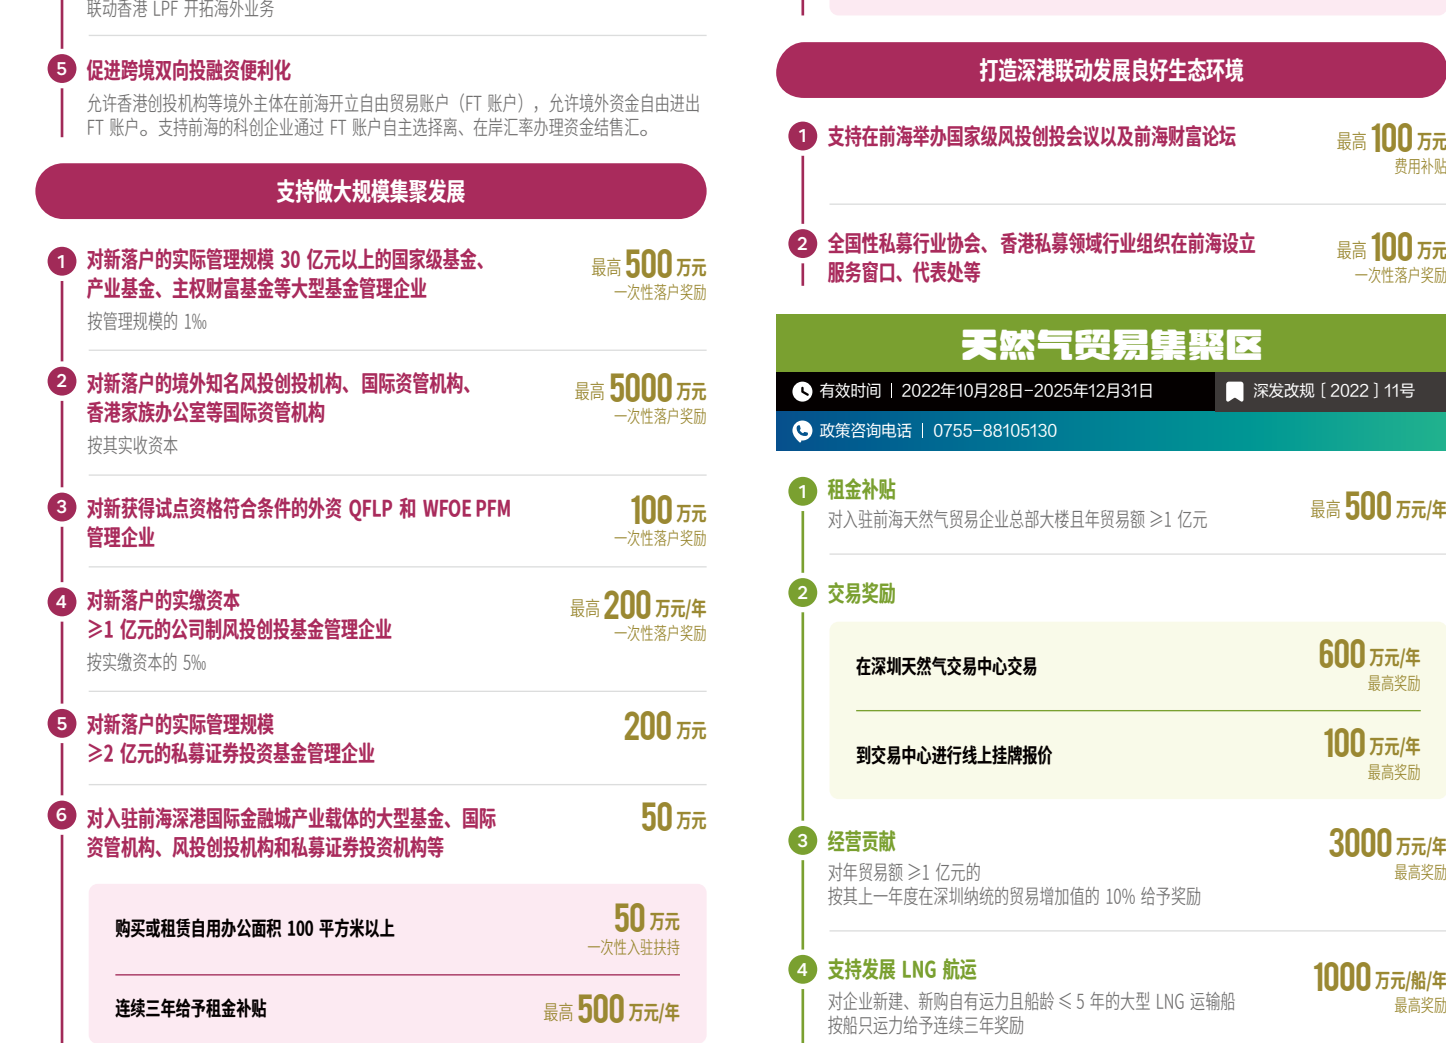 联动香港 LPF 开拓海外业务
5 促进跨境双向投融资便利化
允许香港创投机构等境外主体在前海开立自由贸易账户（FT 账户），允许境外资金自由进出
FT 账户。支持前海的科创企业通过 FT 账户自主选择离、在岸汇率办理资金结售汇。
支持做大规模集聚发展
1 对新落户的实际管理规模 30 亿元以上的国家级基金、
产业基金、主权财富基金等大型基金管理企业
按管理规模的 1‰
最高 500 万元
一次性落户奖励
2 对新落户的境外知名风投创投机构、国际资管机构、
香港家族办公室等国际资管机构
按其实收资本
最高 5000 万元
一次性落户奖励
3 对新获得试点资格符合条件的外资 QFLP 和 WFOE PFM
管理企业
100 万元
一次性落户奖励
4 对新落户的实缴资本
≥1 亿元的公司制风投创投基金管理企业
按实缴资本的 5‰
最高 200 万元/年
一次性落户奖励
5 对新落户的实际管理规模
≥2 亿元的私募证券投资基金管理企业
200 万元
6 对入驻前海深港国际金融城产业载体的大型基金、国际
资管机构、风投创投机构和私募证券投资机构等
50 万元
购买或租赁自用办公面积 100 平方米以上
50 万元
一次性入驻扶持
连续三年给予租金补贴
最高 500 万元/年
打造深港联动发展良好生态环境
1 支持在前海举办国家级风投创投会议以及前海财富论坛
最高 100 万元
费用补贴
2 全国性私募行业协会、香港私募领域行业组织在前海设立
服务窗口、代表处等
最高 100 万元
一次性落户奖励
天然气贸易集聚区
有效时间｜2022年10月28日-2025年12月31日
深发改规［2022］11号
政策咨询电话｜0755-88105130
1 租金补贴
对入驻前海天然气贸易企业总部大楼且年贸易额 ≥1 亿元
最高 500 万元/年
2 交易奖励
在深圳天然气交易中心交易
600 万元/年
最高奖励
到交易中心进行线上挂牌报价
100 万元/年
最高奖励
3 经营贡献
对年贸易额 ≥1 亿元的
按其上一年度在深圳纳统的贸易增加值的 10% 给予奖励
3000 万元/年
最高奖励
4 支持发展 LNG 航运
对企业新建、新购自有运力且船龄 ≤ 5 年的大型 LNG 运输船
按船只运力给予连续三年奖励
1000 万元/船/年
最高奖励